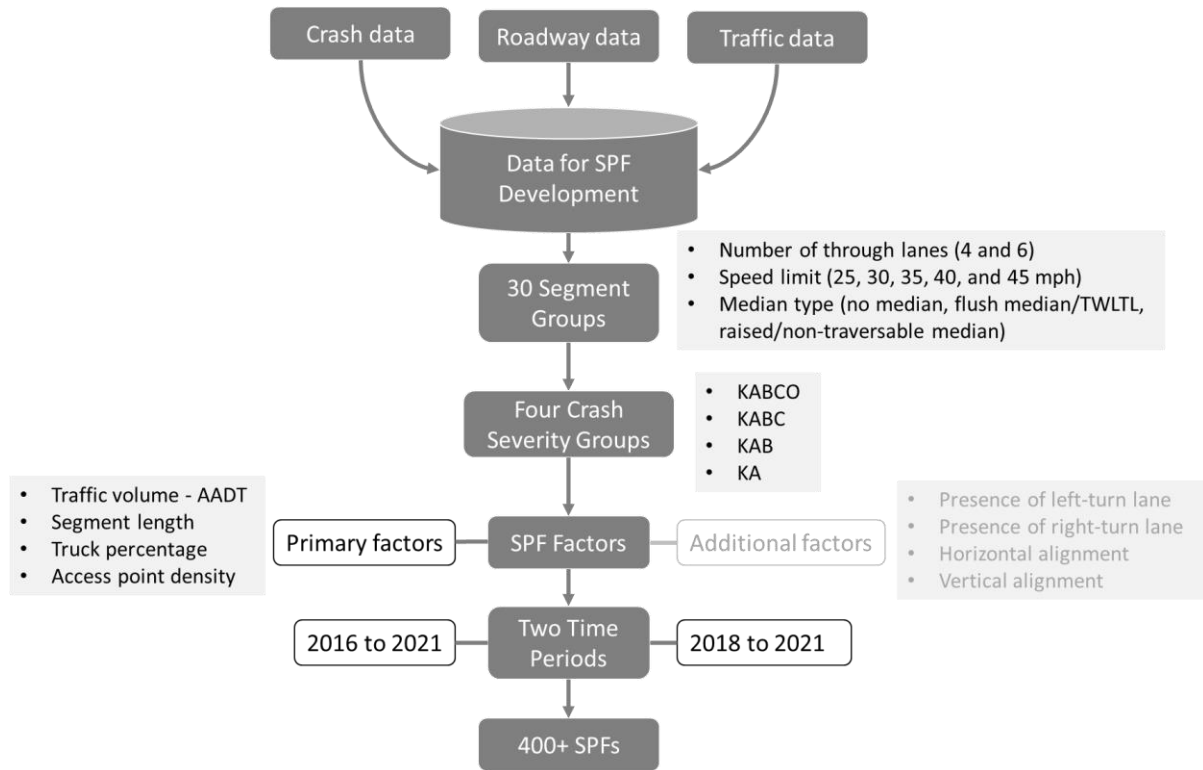 Crash data
Roadway data
Traffic data
Data for SPF
Development
30 Segment
Groups
• Number of through lanes (4 and 6)
• Speed limit (25, 30, 35, 40, and 45 mph)
• Median type (no median, flush median/TWLTL,
raised/non-traversable median)
Four Crash
Severity Groups
• KABCO
• KABC
• KAB
• KA
• Traffic volume - AADT
• Segment length
• Truck percentage
• Access point density
Primary factors
SPF Factors
Additional factors
• Presence of left-turn lane
• Presence of right-turn lane
• Horizontal alignment
• Vertical alignment
2016 to 2021
Two Time
Periods
2018 to 2021
400+ SPFs